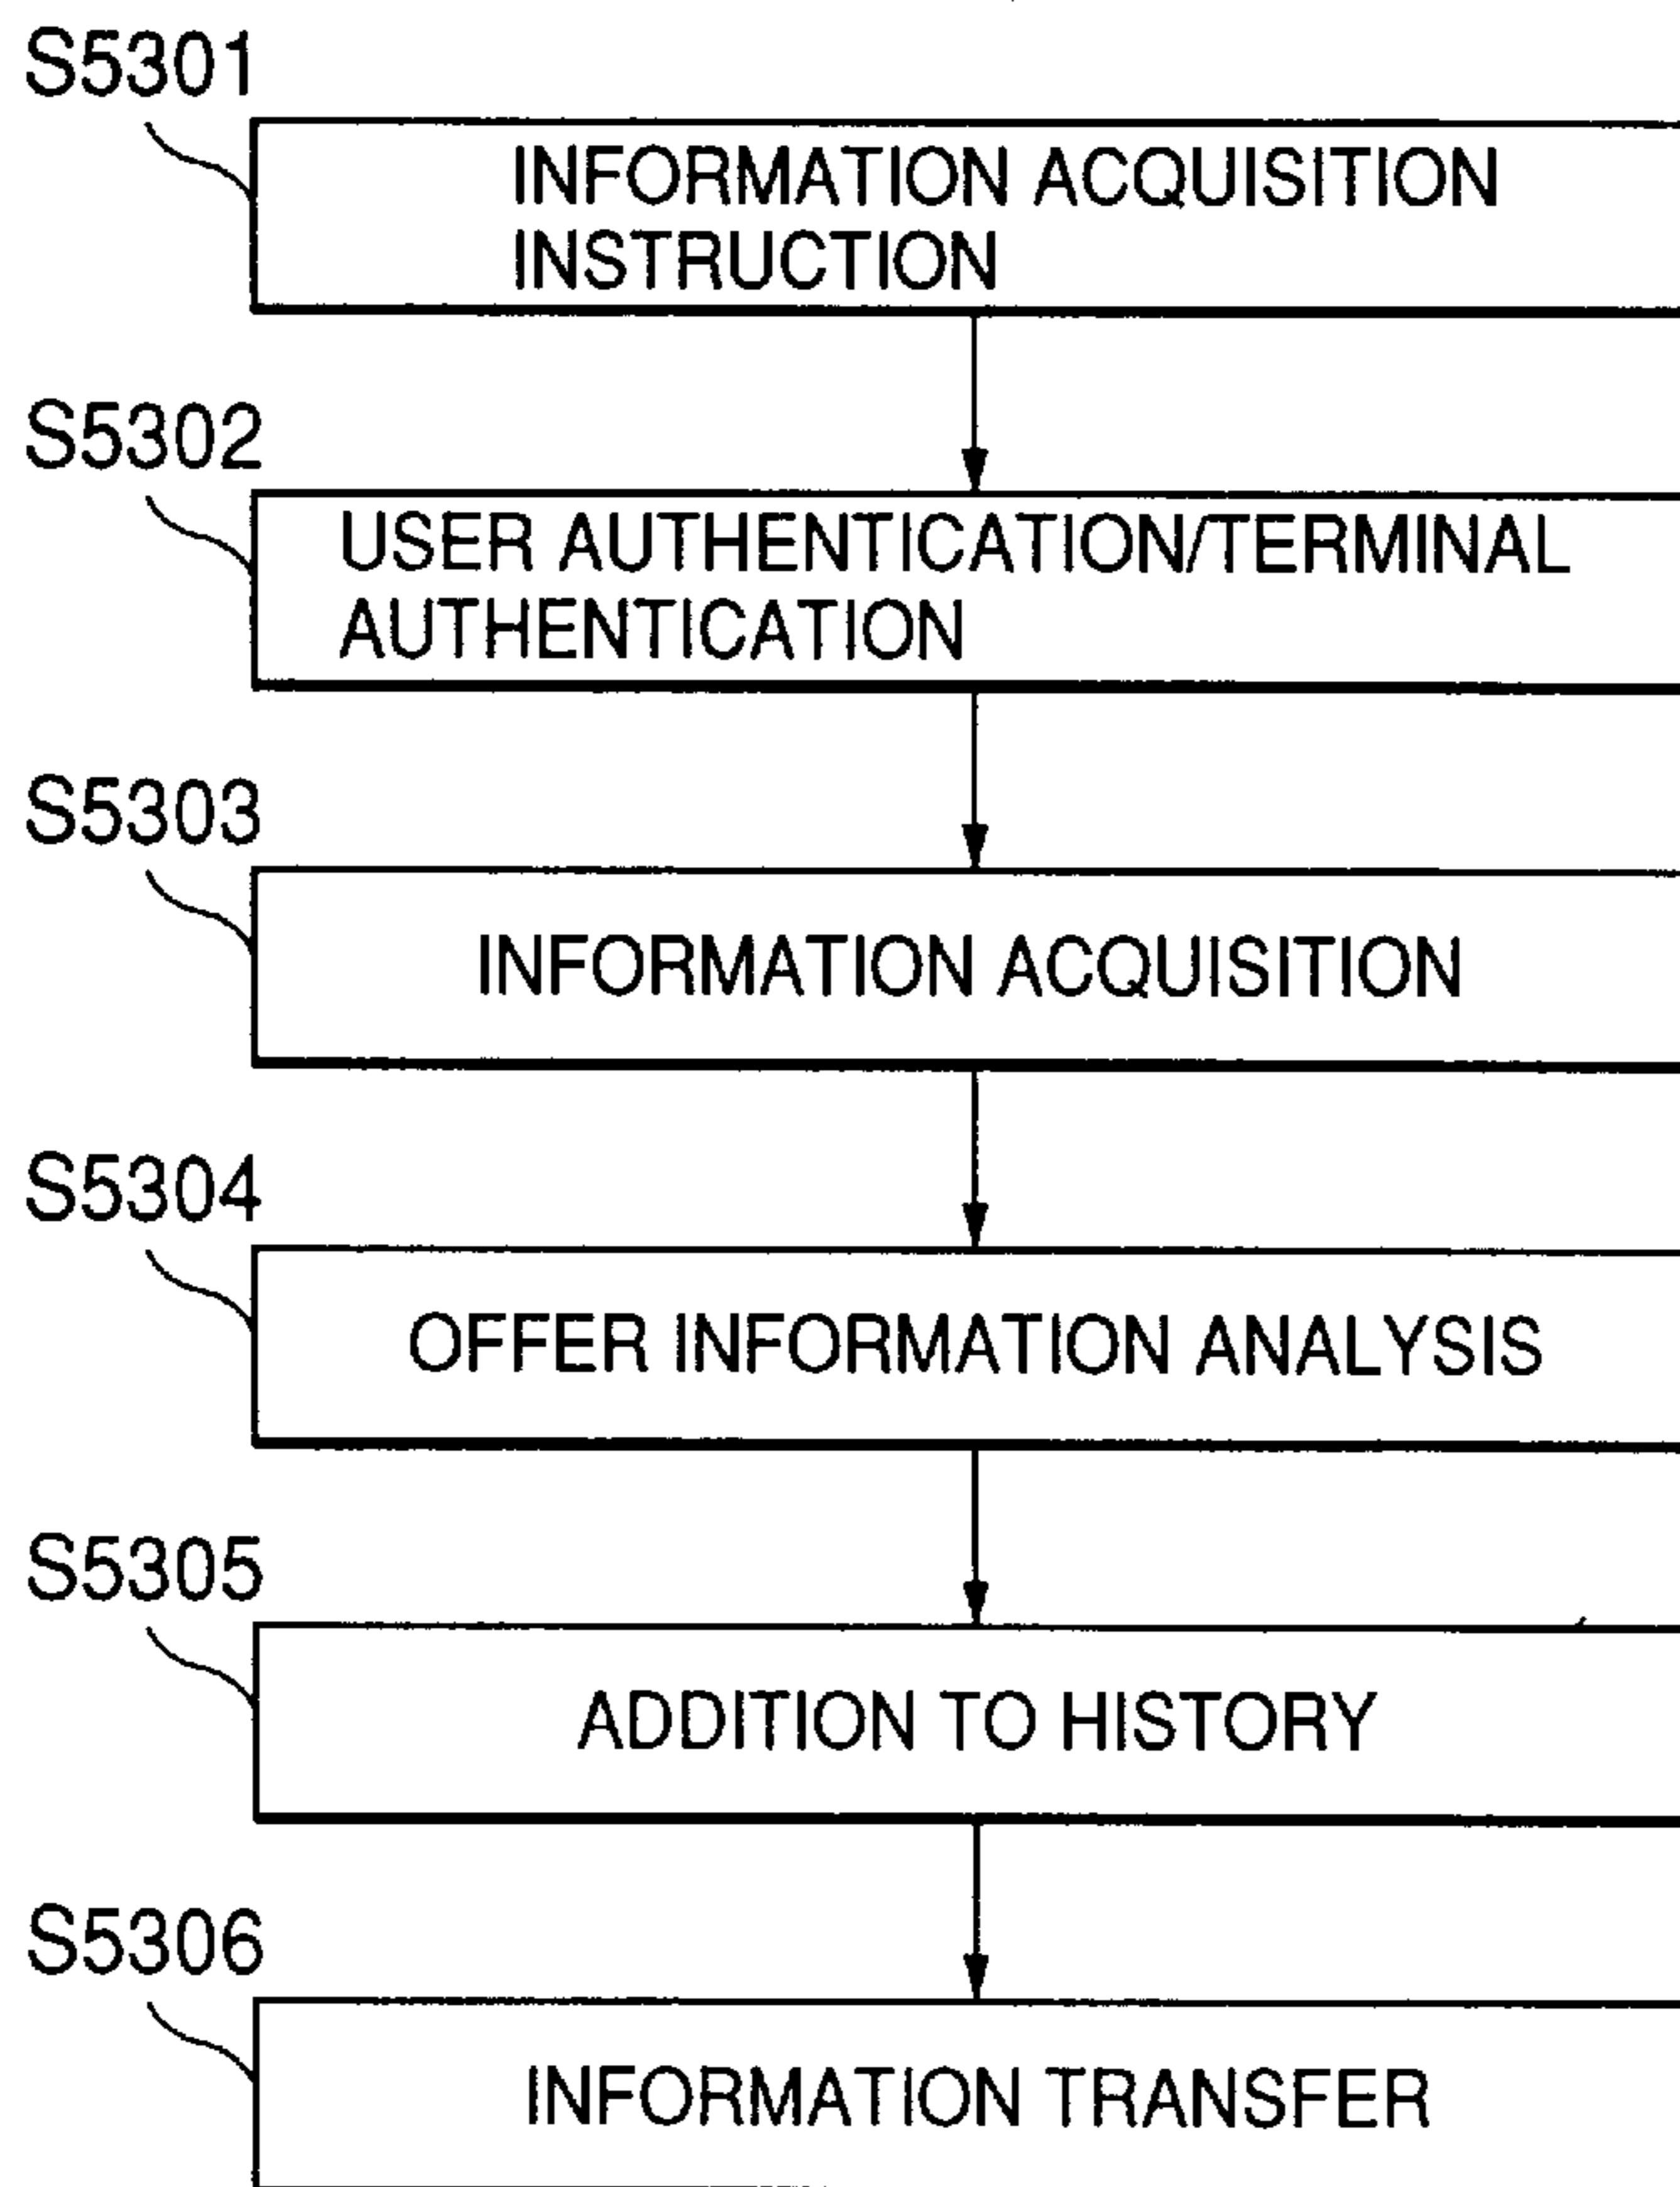 S5301
INFORMATION ACQUISITION
INSTRUCTION
S5302
USER AUTHENTICATION/TERMINAL
AUTHENTICATION
S5303
INFORMATION ACQUISITION
S5304
OFFER INFORMATION ANALYSIS
S5305
ADDITION TO HISTORY
S5306
INFORMATION TRANSFER